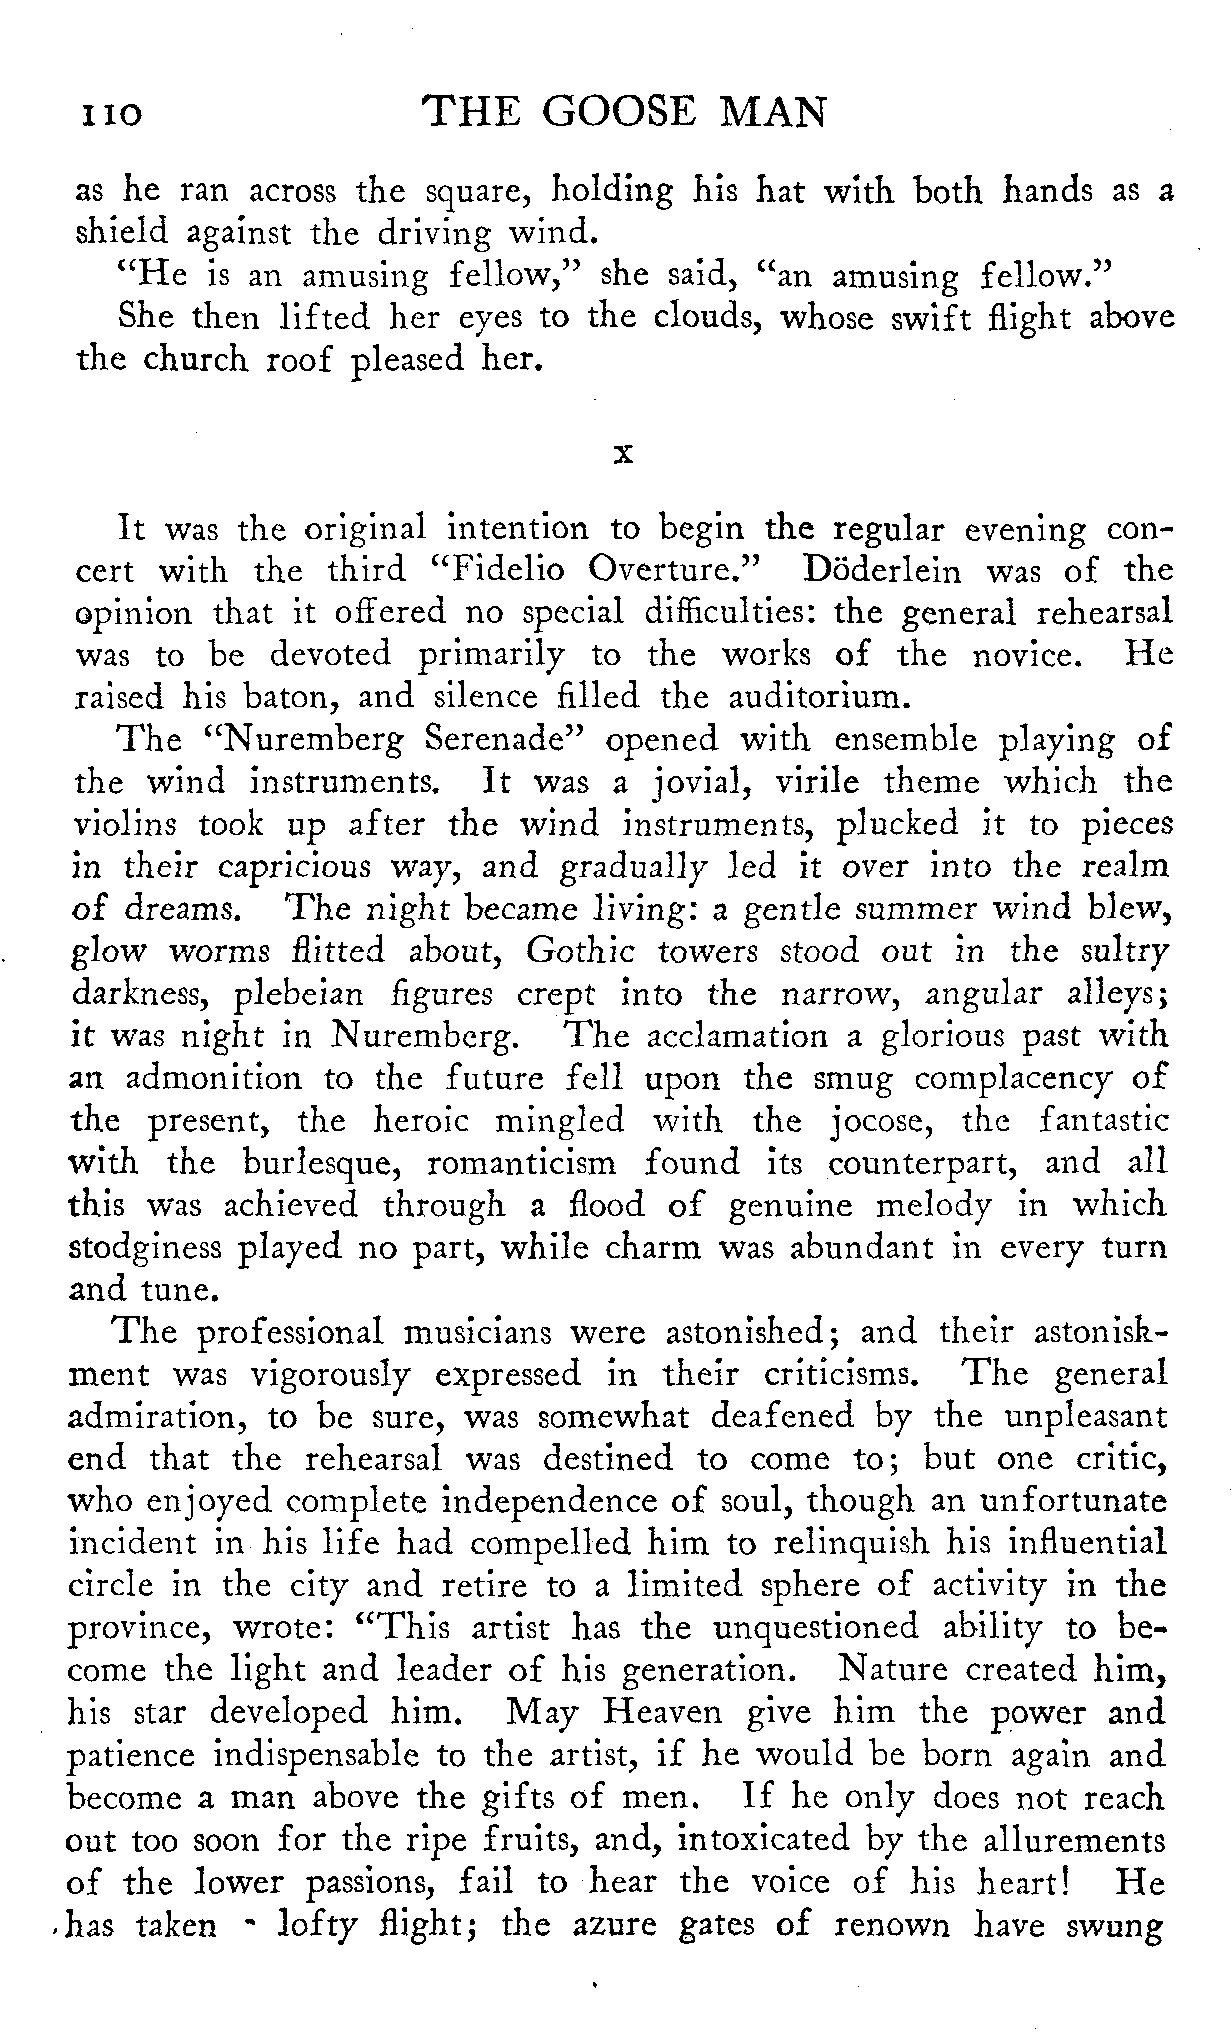 110 THE GOOSE MAN
as he ran across the square, holding his hat with both hands as a
shield against the driving wind.
“He is an amusing fellow,” she said, “an amusing fellow.”
She then lifted her eyes to the clouds, whose swift flight above
the church roof pleased her.
X
It was the original intention to begin the regular evening con-
cert with the third “Fidelio Overture.” Döderlein was of the
opinion that it offered no special difficulties: the general rehearsal
was to be devoted primarily to the works of the novice. He
raised his baton, and silence filled the auditorium.
The “Nuremberg Serenade” opened with ensemble playing of
the wind instruments. It was a jovial, virile theme which the
violins took up after the wind instruments, plucked it to pieces
in their capricious way, and gradually led it over into the realm
of dreams. The night became living: a gentle summer wind blew,
glow worms flitted about, Gothic towers stood out in the sultry
darkness, plebeian figures crept into the narrow, angular alleys;
it was night in Nuremberg. The acclamation a glorious past with
an admonition to the future fell upon the smug complacency of
the present, the heroic mingled with the jocose, the fantastic
with the burlesque, romanticism found its counterpart, and all
this was achieved through a flood of genuine melody in which
stodginess played no part, while charm was abundant in every turn
and tune.
The professional musicians were astonished; and their astonish-
ment was vigorously expressed in their criticisms. The general
admiration, to be sure, was somewhat deafened by the unpleasant
end that the rehearsal was destined to come to; but one critic,
who enjoyed complete independence of soul, though an unfortunate
incident in his life had compelled him to relinquish his influential
circle in the city and retire to a limited sphere of activity in the
province, wrote: “This artist has the unquestioned ability to be-
come the light and leader of his generation. Nature created him,
his star developed him. May Heaven give him the power and
patience indispensable to the artist, if he would be born again and
become a man above the gifts of men. If he only does not reach
out too soon for the ripe fruits, and, intoxicated by the allurements
of the lower passions, fail to hear the voice of his heart! He
has taken lofty flight; the azure gates of renown have swung